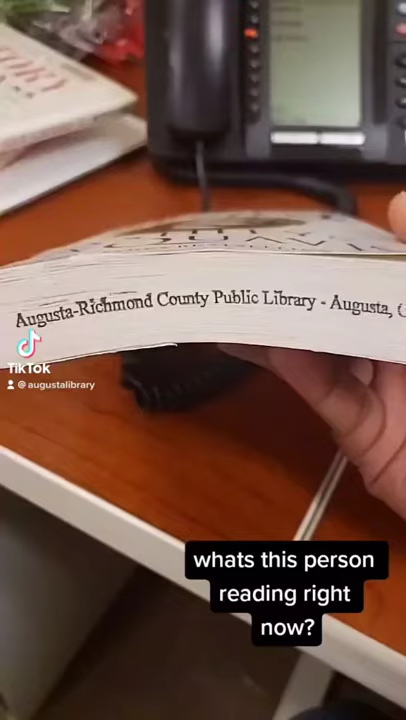 Augusta-Richmond County Public Library - Augusta,
TikTok
@augustalibrary
whats this person
reading right
now?